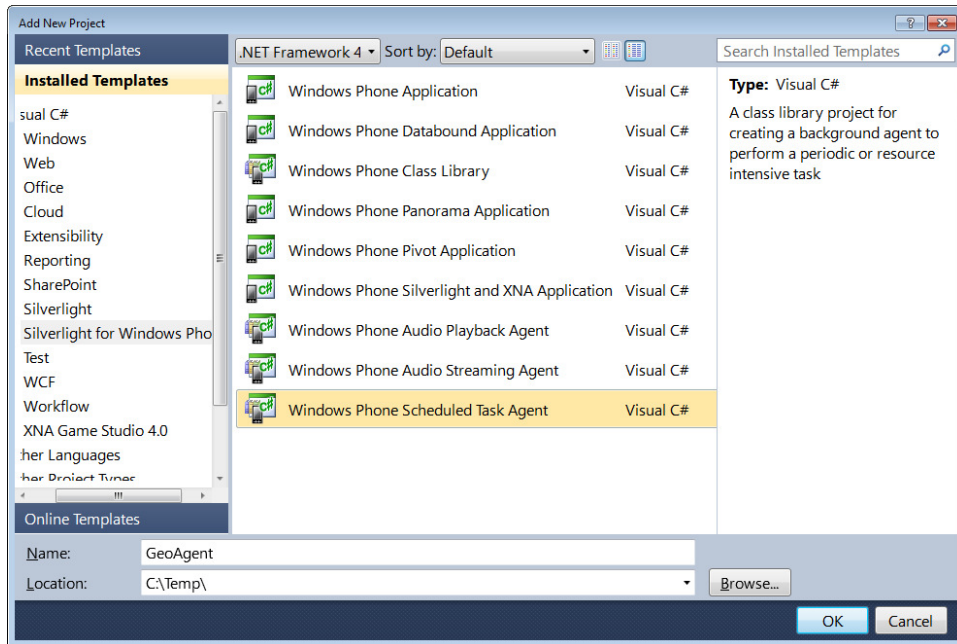 Add New Project
Recent Templates
.NET Framework 4 Sort by: Default
Search Installed Templates
Installed Templates
sual C#
Windows
Web
Office
Cloud
Extensibility
Reporting
SharePoint
Silverlight
Silverlight for Windows Pho
Test
WCF
Workflow
XNA Game Studio 4.0
her Languages
her Project Types
Online Templates
Windows Phone Application Visual C#
Windows Phone Databound Application Visual C#
Windows Phone Class Library Visual C#
Windows Phone Panorama Application Visual C#
Windows Phone Pivot Application Visual C#
Windows Phone Silverlight and XNA Application Visual C#
Windows Phone Audio Playback Agent Visual C#
Windows Phone Audio Streaming Agent Visual C#
Windows Phone Scheduled Task Agent Visual C#
Type: Visual C#
A class library project for
creating a background agent to
perform a periodic or resource
intensive task
Name: GeoAgent
Location: C:\Temp\
Browse...
OK Cancel